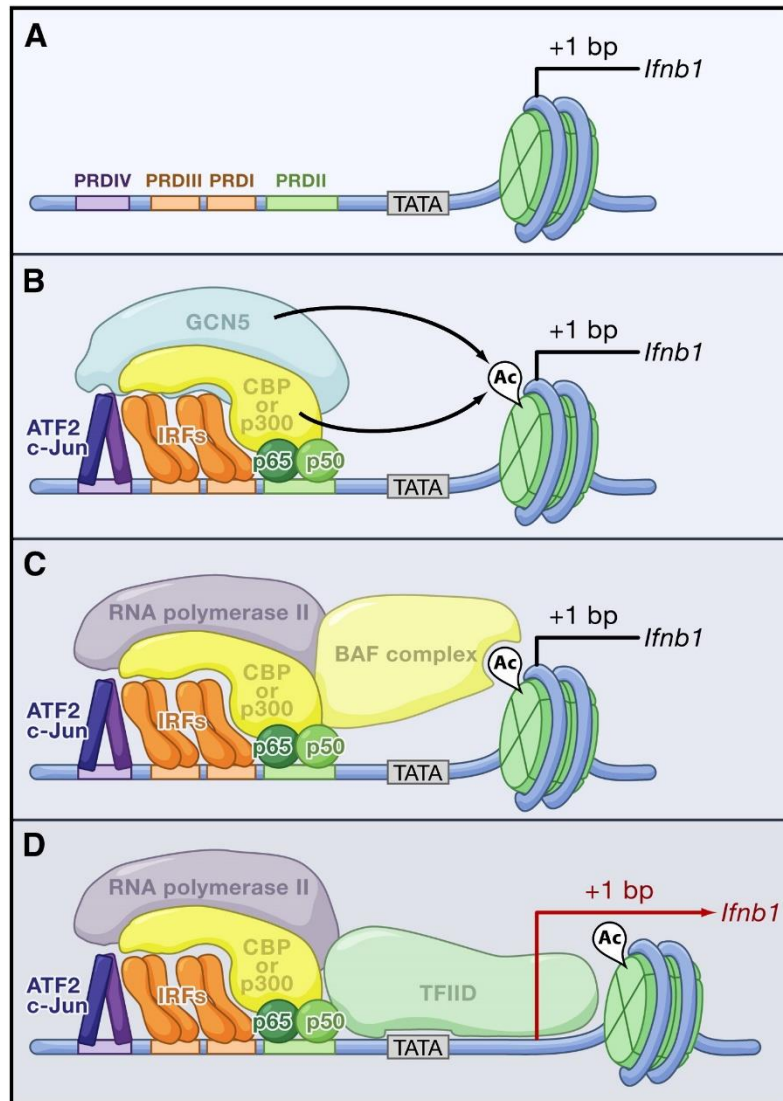 A
+1 bp
Ifnb1
PRDIV PRDIII PRDI PRDII
TATA
B
GCN5
+1 bp
Ifnb1
Ac
CBP
or
p300
ATF2
c-Jun
IRFs
p65 p50
TATA
C
RNA polymerase II
BAF complex
+1 bp
Ifnb1
Ac
CBP
or
p300
ATF2
c-Jun
IRFs
p65 p50
TATA
D
RNA polymerase II
+1 bp
Ifnb1
Ac
CBP
or
p300
TFIID
ATF2
c-Jun
IRFs
p65 p50
TATA